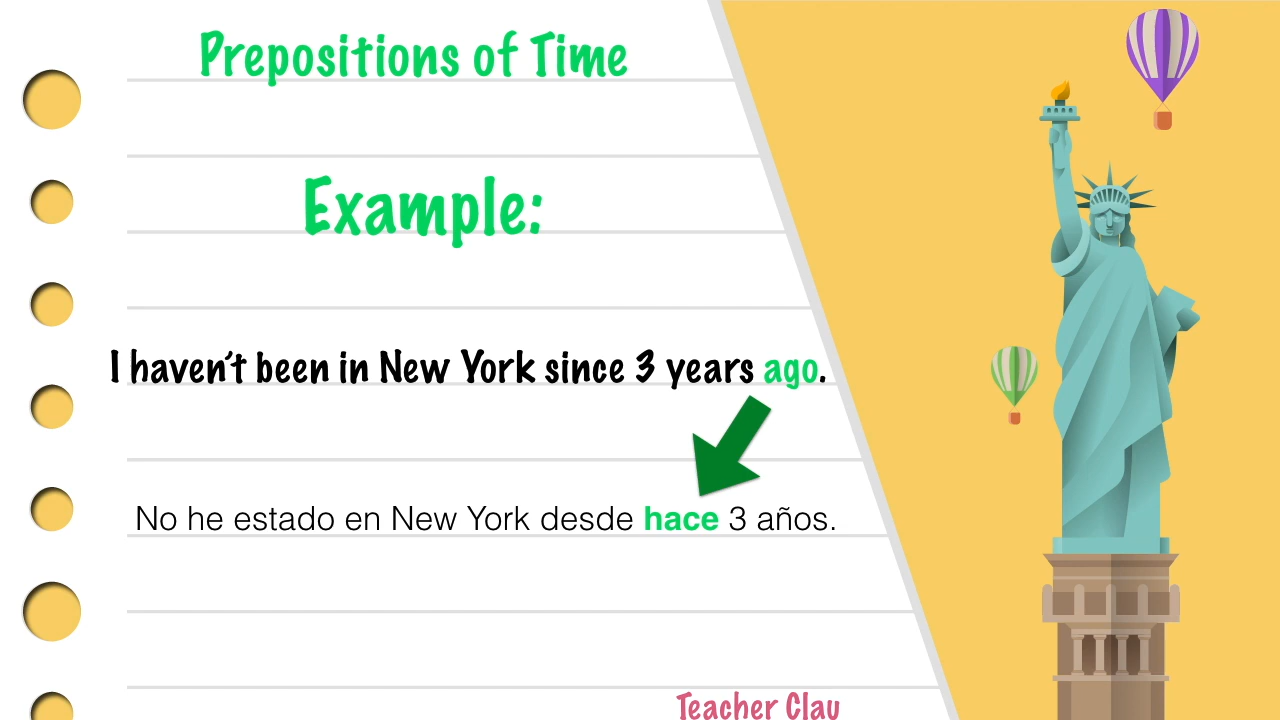 Prepositions of Time
Example:
I haven't been in New York since 3 years ago.
No he estado en New York desde hace 3 años.
Teacher Clau